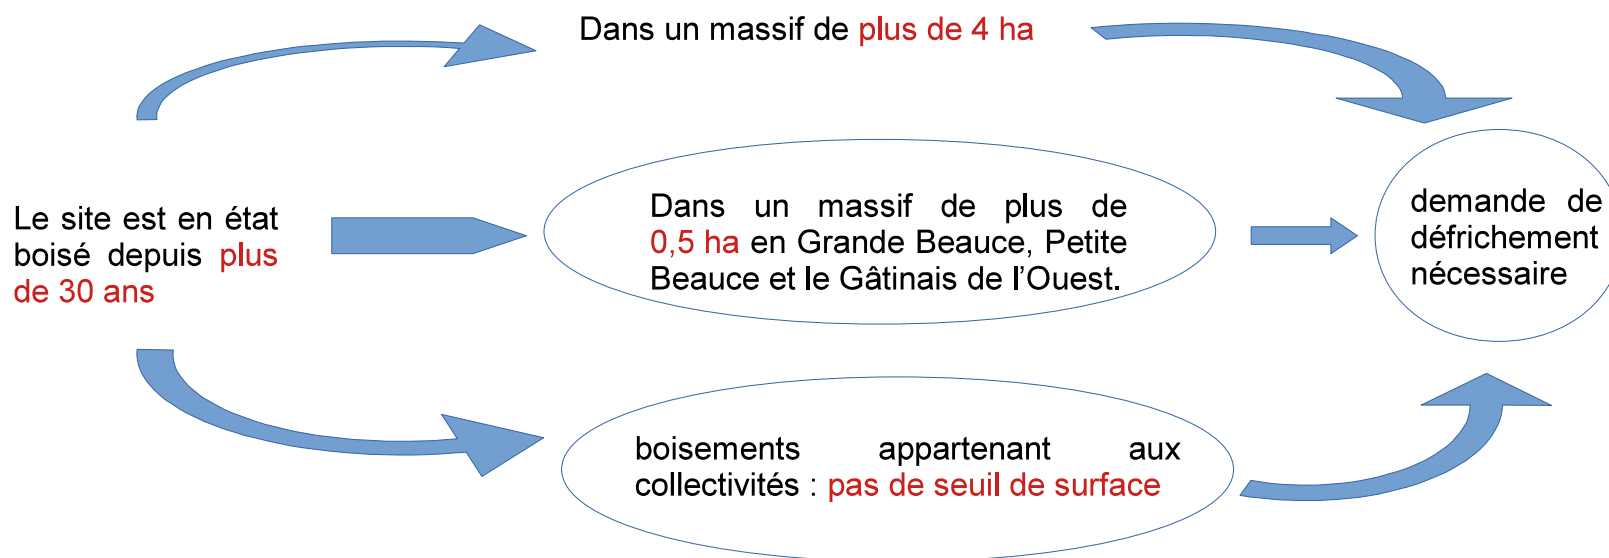 Dans un massif de plus de 4 ha
Le site est en état
boisé depuis plus
de 30 ans
Dans un massif de plus de
0,5 ha en Grande Beauce, Petite
Beauce et le Gâtinais de l’Ouest.
demande de
défrichement
nécessaire
boisements appartenant aux
collectivités : pas de seuil de surface